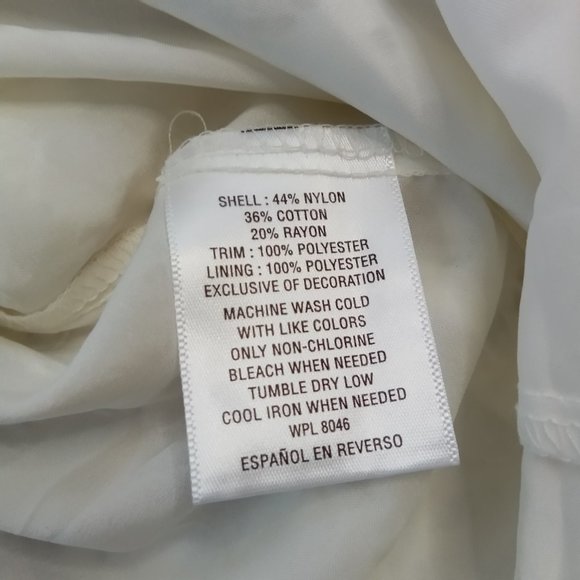 SHELL : 44% NYLON
36% COTTON
20% RAYON
TRIM : 100% POLYESTER
LINING : 100% POLYESTER
EXCLUSIVE OF DECORATION
MACHINE WASH COLD
WITH LIKE COLORS
ONLY NON-CHLORINE
BLEACH WHEN NEEDED
TUMBLE DRY LOW
COOL IRON WHEN NEEDED
WPL 8046
ESPAÑOL EN REVERSO